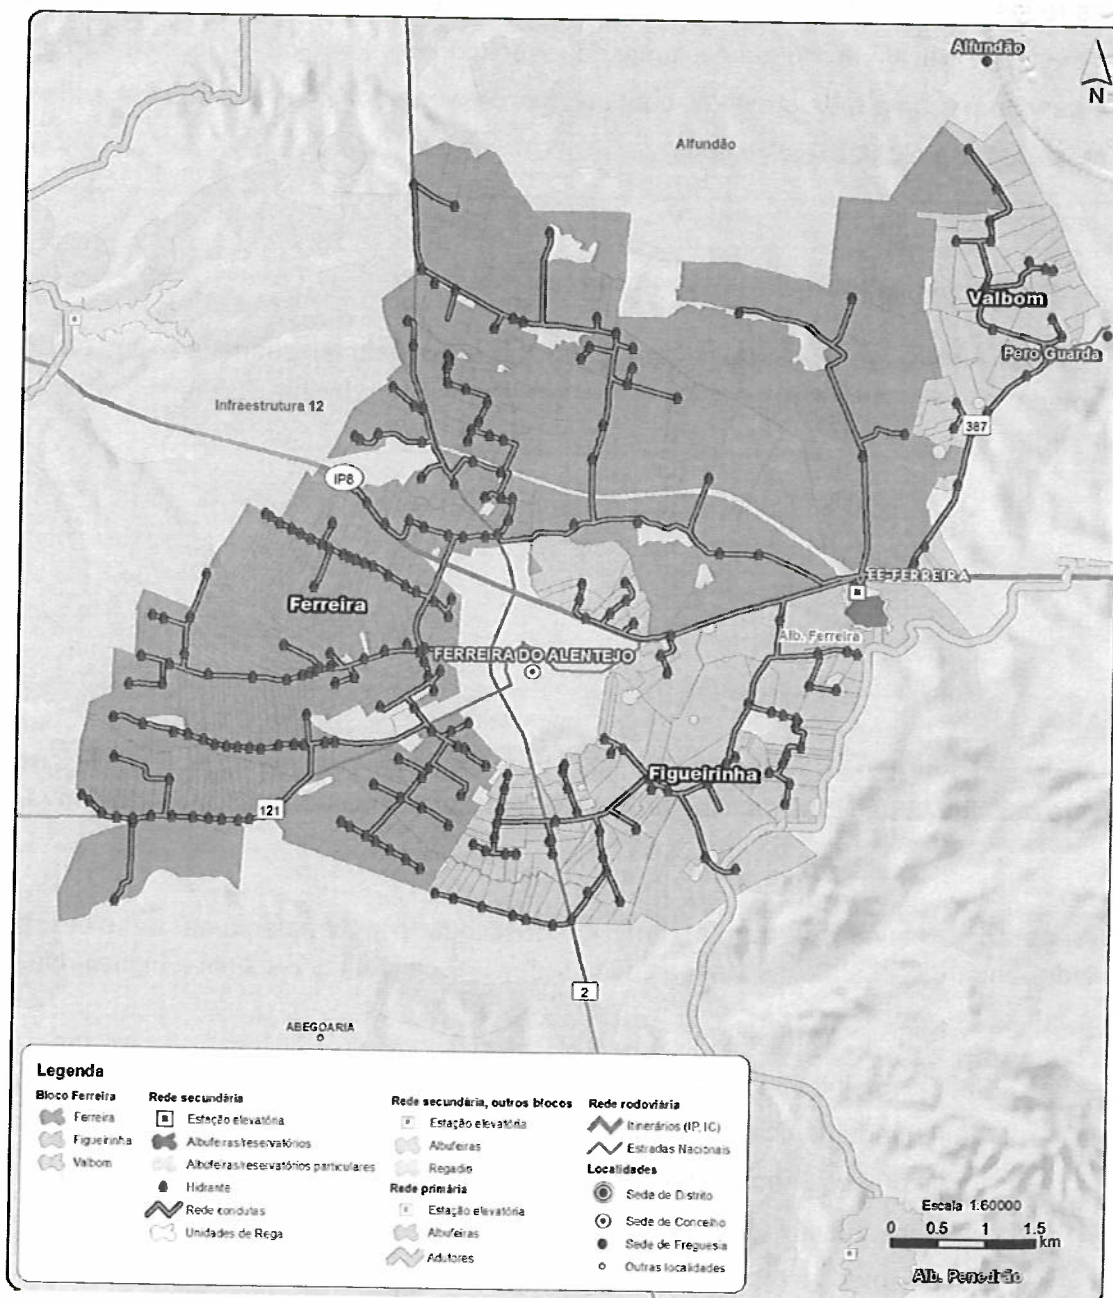 Alfundão
N
Alfundão
Valbom
Pero Guarda
Infraestrutura 12
387
IP8
EE-FERREIRA
Ferreira
Alb. Ferreira
FERREIRA DO ALENTEJO
Figueirinha
121
2
ABEGOARIA
Legenda
Bloco Ferreira
Ferreira
Figueirinha
Valbom
Rede secundária
Estação elevatória
Albufeiras/reservatórios
Albufeiras/reservatórios particulares
Hidrante
Rede condutas
Unidades de Rega
Rede secundária, outros blocos
Estação elevatória
Albufeiras
Regadio
Rede primária
Estação elevatória
Albufeiras
Adutores
Rede rodoviária
Itinerários (IP, IC)
Estradas Nacionais
Localidades
Sede de Distrito
Sede de Concelho
Sede de Freguesia
Outras localidades
Escala 1:60000
0 0.5 1 1.5
km
Alb. Penedrão